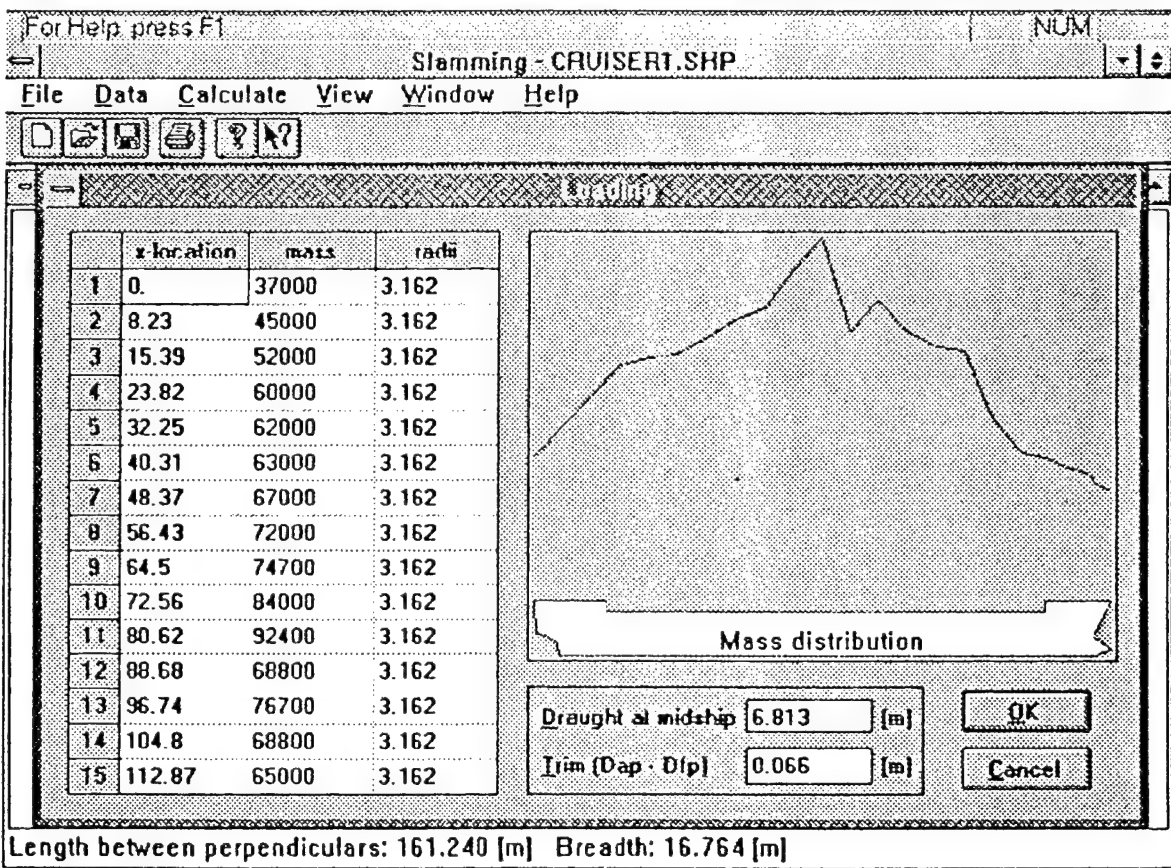 For Help press F1 NUM
Slamming - CRUISER1.SHP
File Data Calculate View Window Help
Loading
x-location mass radii
1 0. 37000 3.162
2 8.23 45000 3.162
3 15.39 52000 3.162
4 23.82 60000 3.162
5 32.25 62000 3.162
6 40.31 63000 3.162
7 48.37 67000 3.162
8 56.43 72000 3.162
9 64.5 74700 3.162
10 72.56 84000 3.162
11 80.62 92400 3.162
12 88.68 68800 3.162
13 96.74 76700 3.162
14 104.8 68800 3.162
15 112.87 65000 3.162
Mass distribution
Draught at midship 6.813 [m]
Trim (Dap - Dfp) 0.066 [m]
OK
Cancel
Length between perpendiculars: 161.240 [m] Breadth: 16.764 [m]